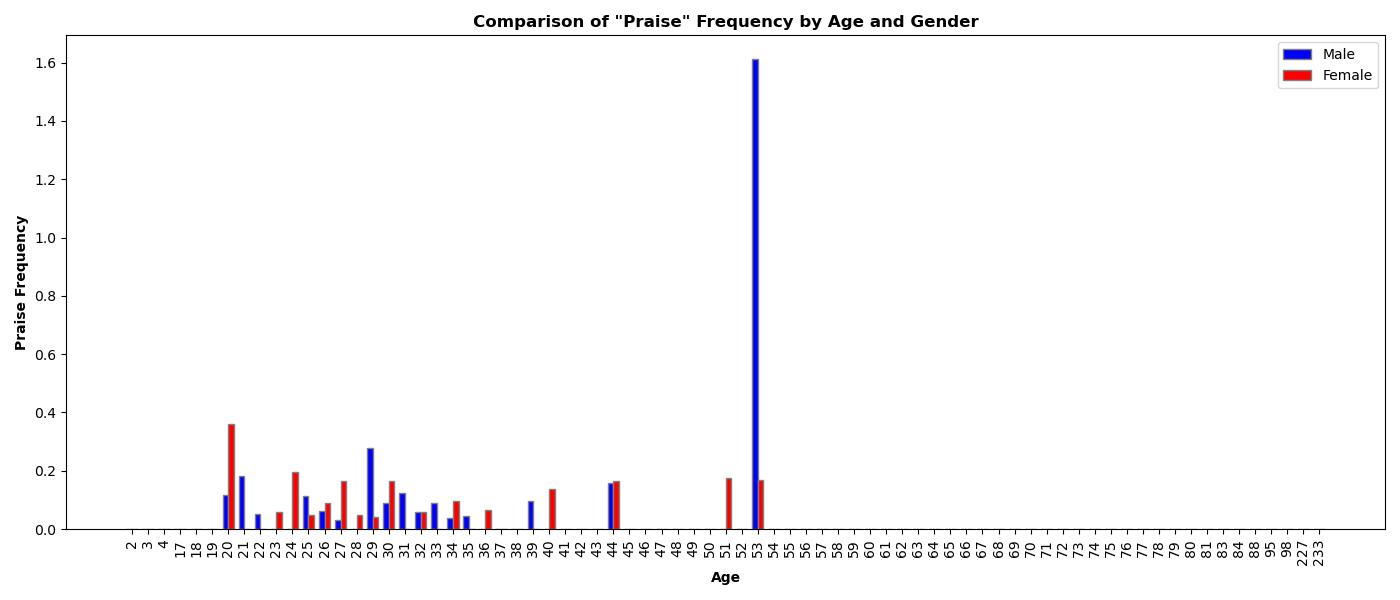 Comparison of "Praise" Frequency by Age and Gender
Male
Female
Praise Frequency
1.6
1.4
1.2
1.0
0.8
0.6
0.4
0.2
0.0
2 3 4 17 18 19 20 21 22 23 24 25 26 27 28 29 30 31 32 33 34 35 36 37 38 39 40 41 42 43 44 45 46 47 48 49 50 51 52 53 54 55 56 57 58 59 60 61 62 63 64 65 66 67 68 69 70 71 72 73 74 75 76 77 78 79 80 81 83 84 88 95 98 227 233
Age